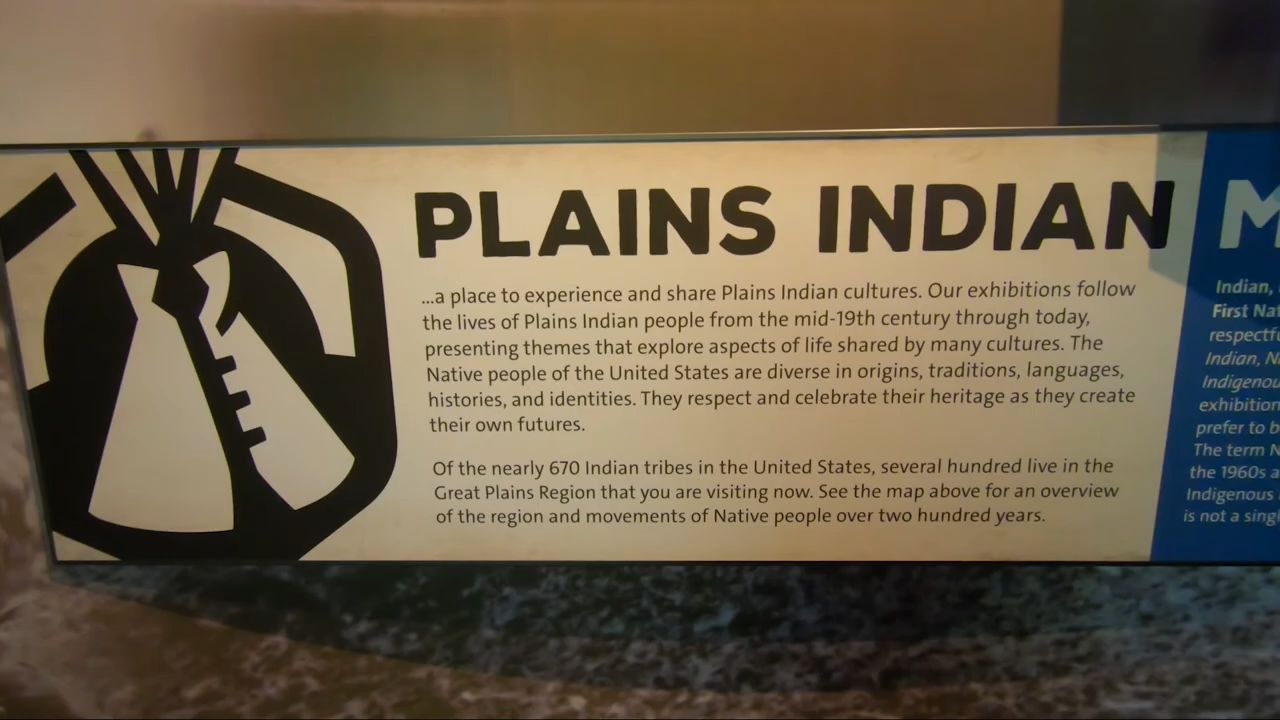 PLAINS INDIAN M
...a place to experience and share Plains Indian cultures. Our exhibitions follow
the lives of Plains Indian people from the mid-19th century through today,
presenting themes that explore aspects of life shared by many cultures. The
Native people of the United States are diverse in origins, traditions, languages,
histories, and identities. They respect and celebrate their heritage as they create
their own futures.
Of the nearly 670 Indian tribes in the United States, several hundred live in the
Great Plains Region that you are visiting now. See the map above for an overview
of the region and movements of Native people over two hundred years.
Indian,
First Nat
respectfu
Indian, N
Indigenou
exhibition
prefer to b
The term N
the 1960s a
Indigenous
is not a singl